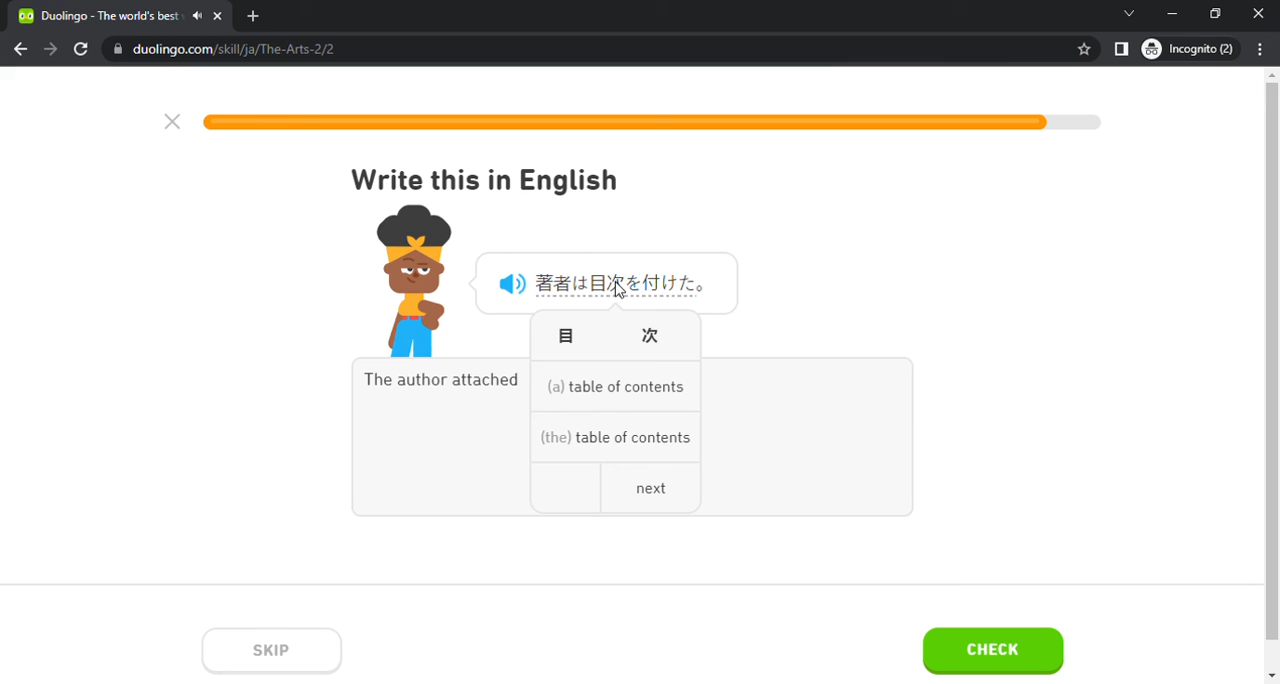 Duolingo - The world's best
duolingo.com/skill/ja/The-Arts-2/2
Incognito (2)
Write this in English
著者は目次を付けた。
目 次
The author attached
(a) table of contents
(the) table of contents
next
SKIP
CHECK